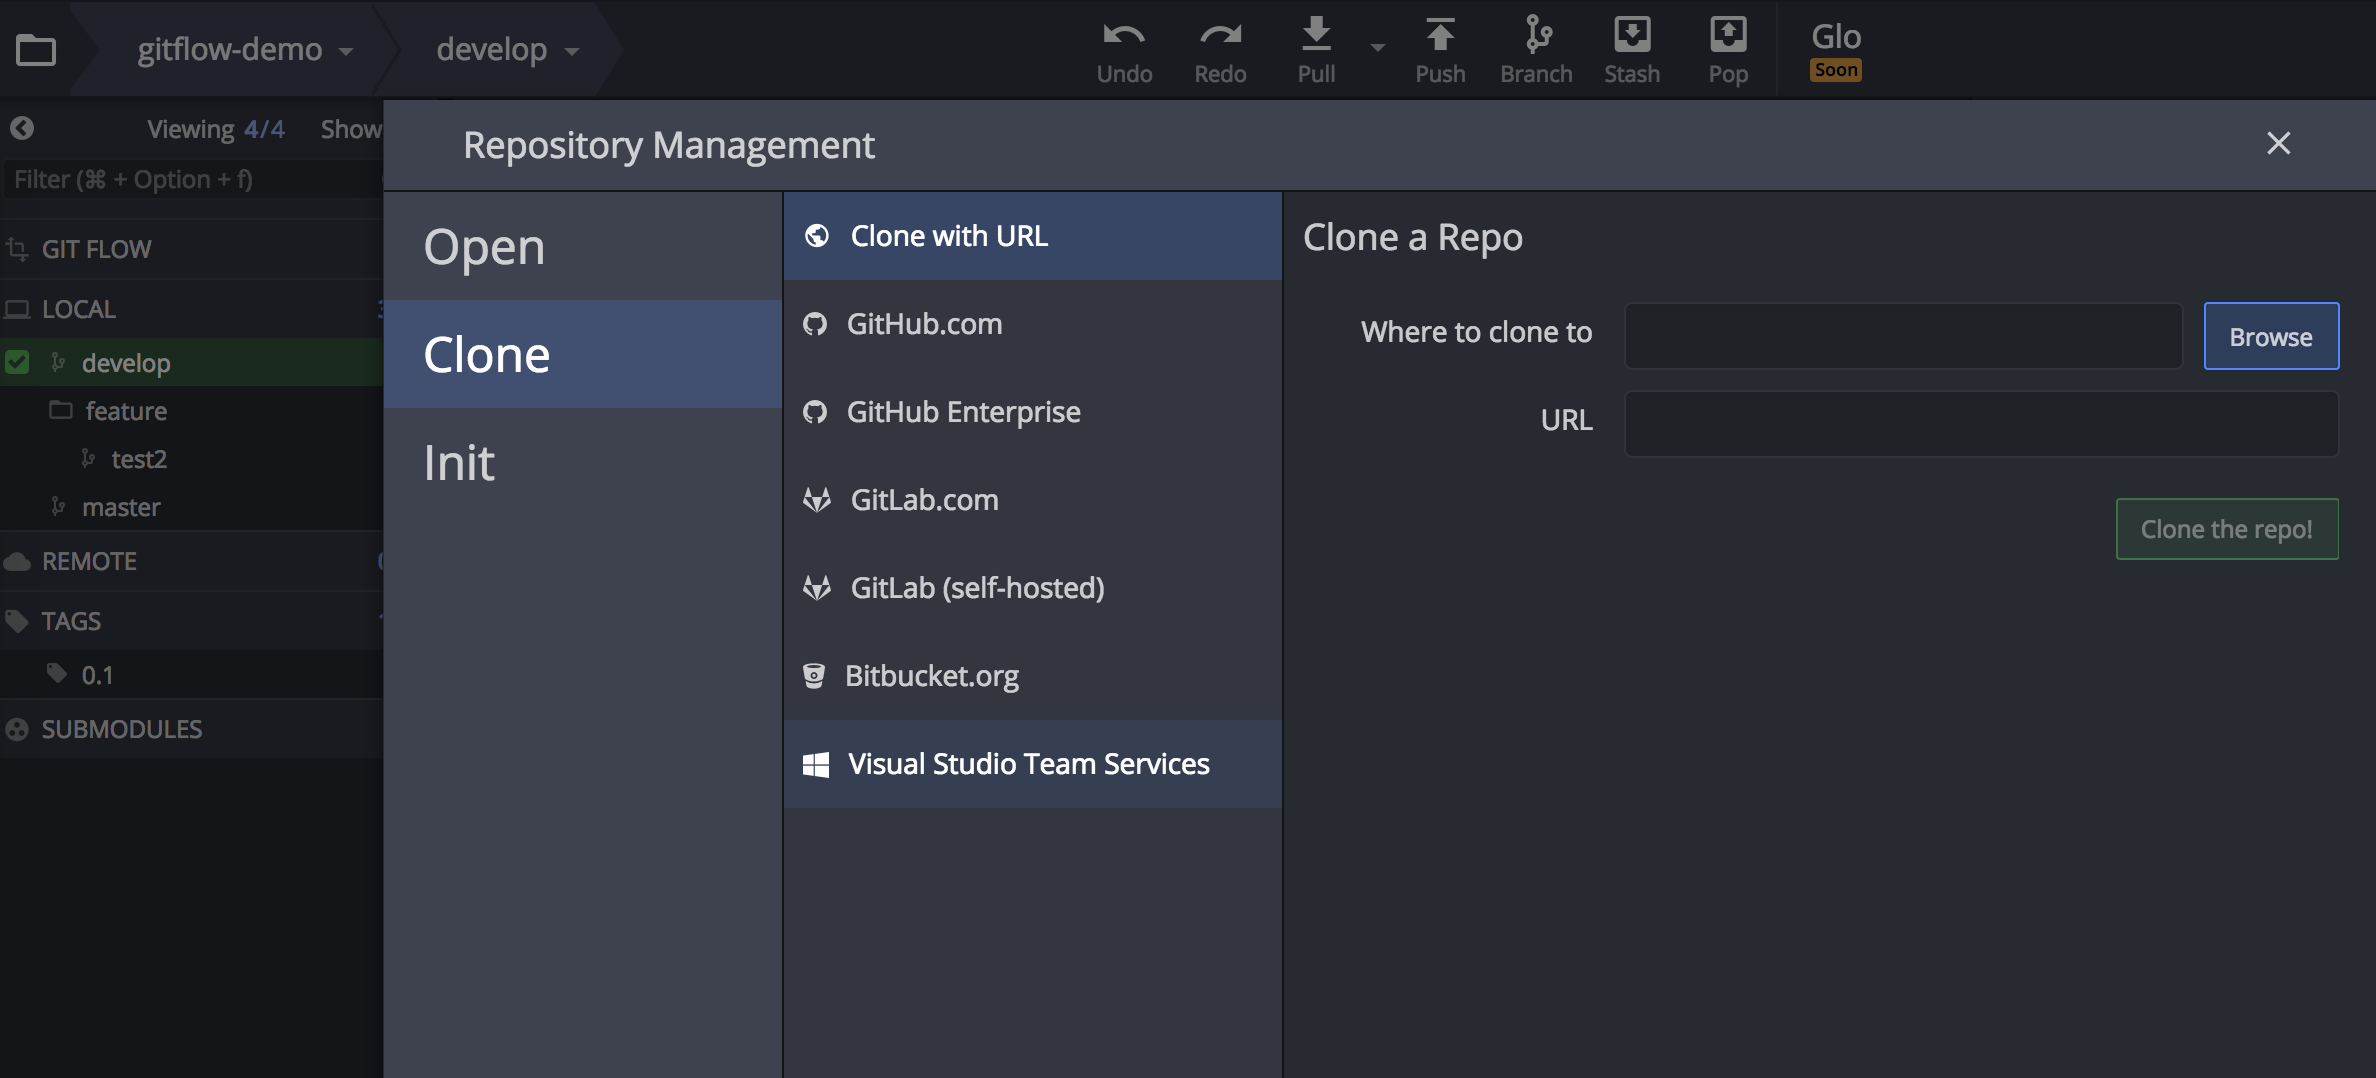 gitflow-demo
develop
Undo
Redo
Pull
Push
Branch
Stash
Pop
Glo
Soon
Viewing 4/4
Show
Filter (⌘ + Option + f)
GIT FLOW
LOCAL
develop
feature
test2
master
REMOTE
TAGS
0.1
SUBMODULES
Repository Management
Open
Clone
Init
Clone with URL
GitHub.com
GitHub Enterprise
GitLab.com
GitLab (self-hosted)
Bitbucket.org
Visual Studio Team Services
Clone a Repo
Where to clone to
Browse
URL
Clone the repo!